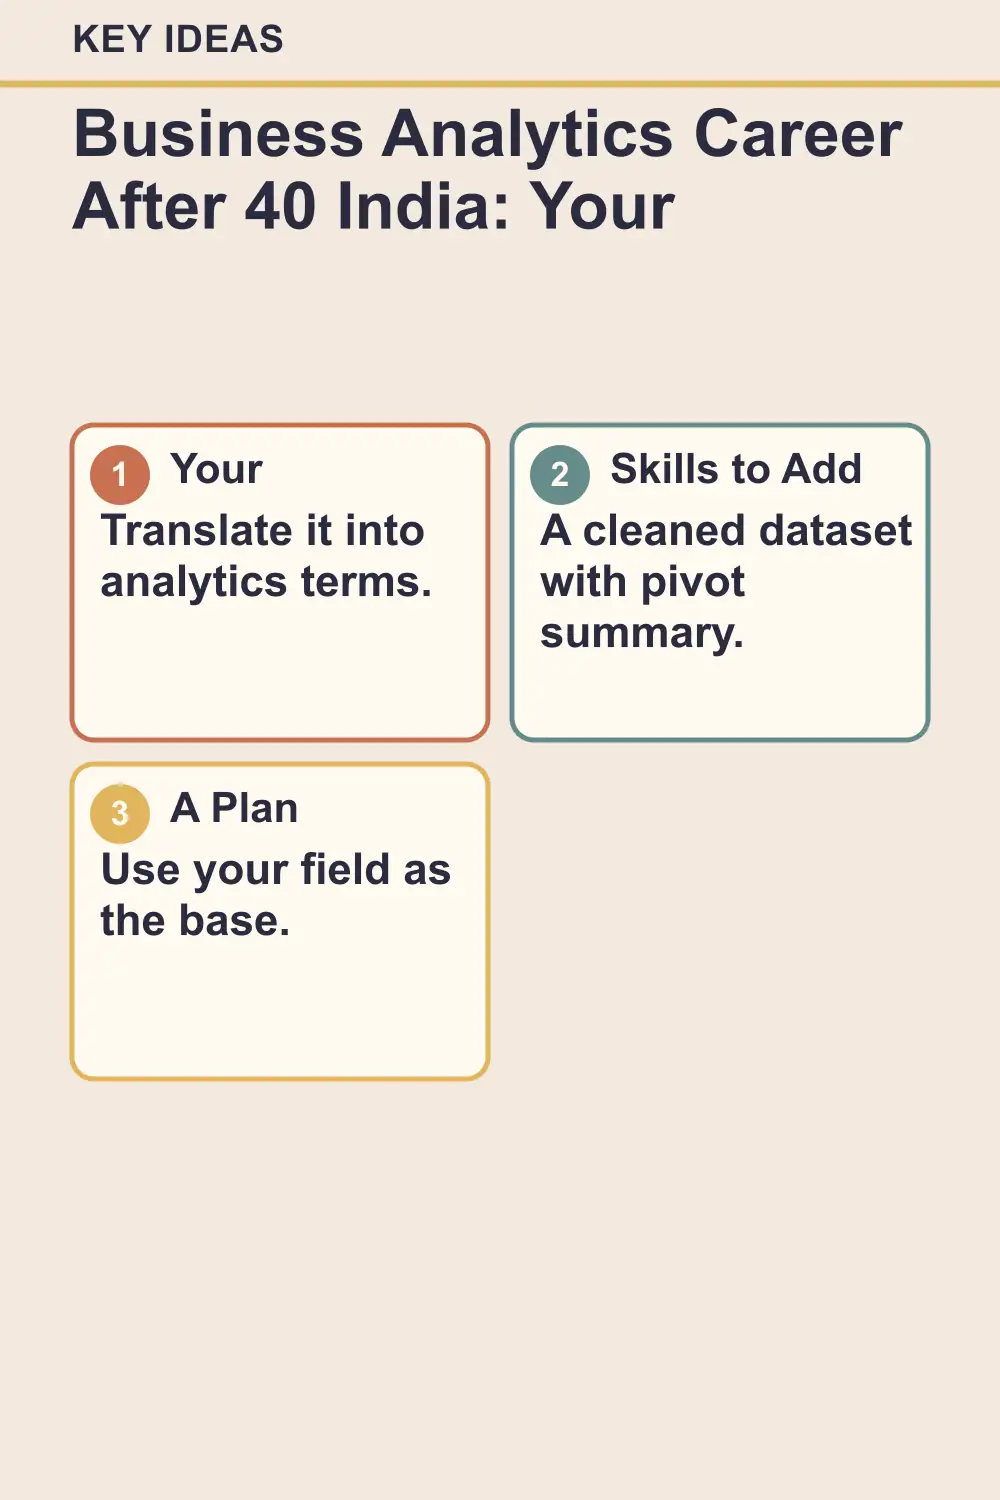 KEY IDEAS
Business Analytics Career
After 40 India: Your
1 Your
Translate it into
analytics terms.
2 Skills to Add
A cleaned dataset
with pivot
summary.
3 A Plan
Use your field as
the base.